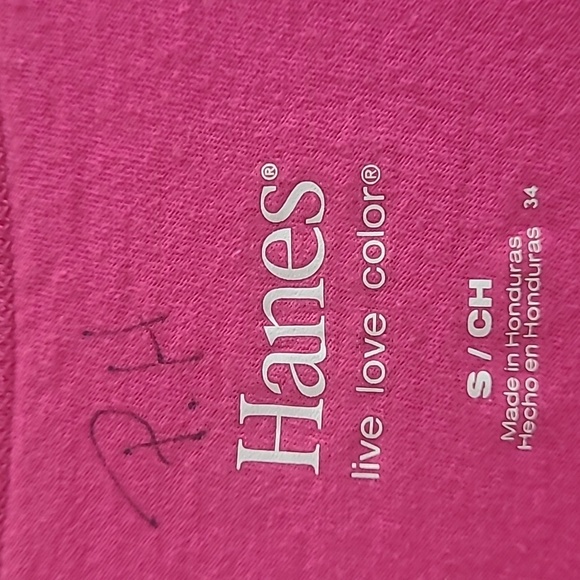 P.H
Hanes®
live love color®
S / CH
Made in Honduras
Hecho en Honduras 34